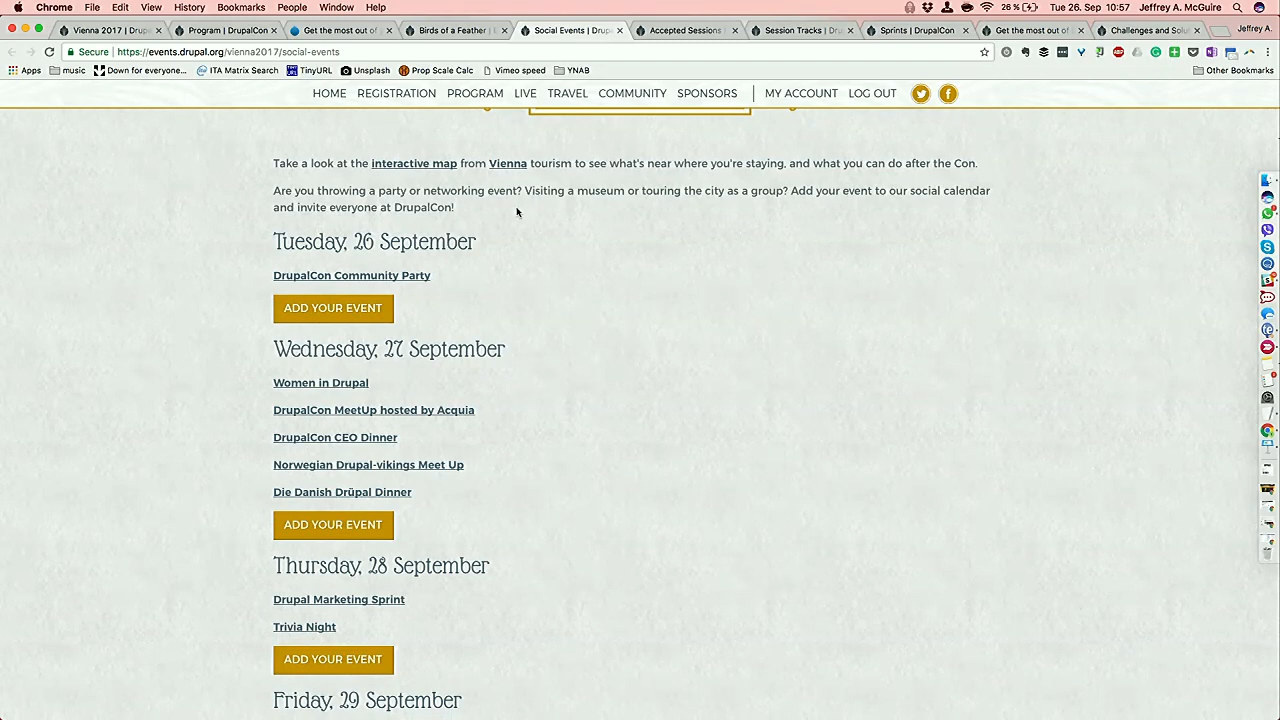 Chrome File Edit View History Bookmarks People Window Help 26 % Tue 26. Sep 10:57 Jeffrey A. McGuire
Vienna 2017 | Drup Program | DrupalCon Get the most out of Birds of a Feather | Social Events | Drup Accepted Sessions Session Tracks | Dra Sprints | DrupalCon Get the most out of Challenges and Solu Jeffrey A.
Secure https://events.drupal.org/vienna2017/social-events
Apps music Down for everyone... ITA Matrix Search TinyURL Unsplash Prop Scale Calc Vimeo speed YNAB Other Bookmarks
HOME REGISTRATION PROGRAM LIVE TRAVEL COMMUNITY SPONSORS MY ACCOUNT LOG OUT
Take a look at the interactive map from Vienna tourism to see what's near where you're staying, and what you can do after the Con.
Are you throwing a party or networking event? Visiting a museum or touring the city as a group? Add your event to our social calendar
and invite everyone at DrupalCon!
Tuesday, 26 September
DrupalCon Community Party
ADD YOUR EVENT
Wednesday, 27 September
Women in Drupal
DrupalCon MeetUp hosted by Acquia
DrupalCon CEO Dinner
Norwegian Drupal-vikings Meet Up
Die Danish Drüpal Dinner
ADD YOUR EVENT
Thursday, 28 September
Drupal Marketing Sprint
Trivia Night
ADD YOUR EVENT
Friday, 29 September